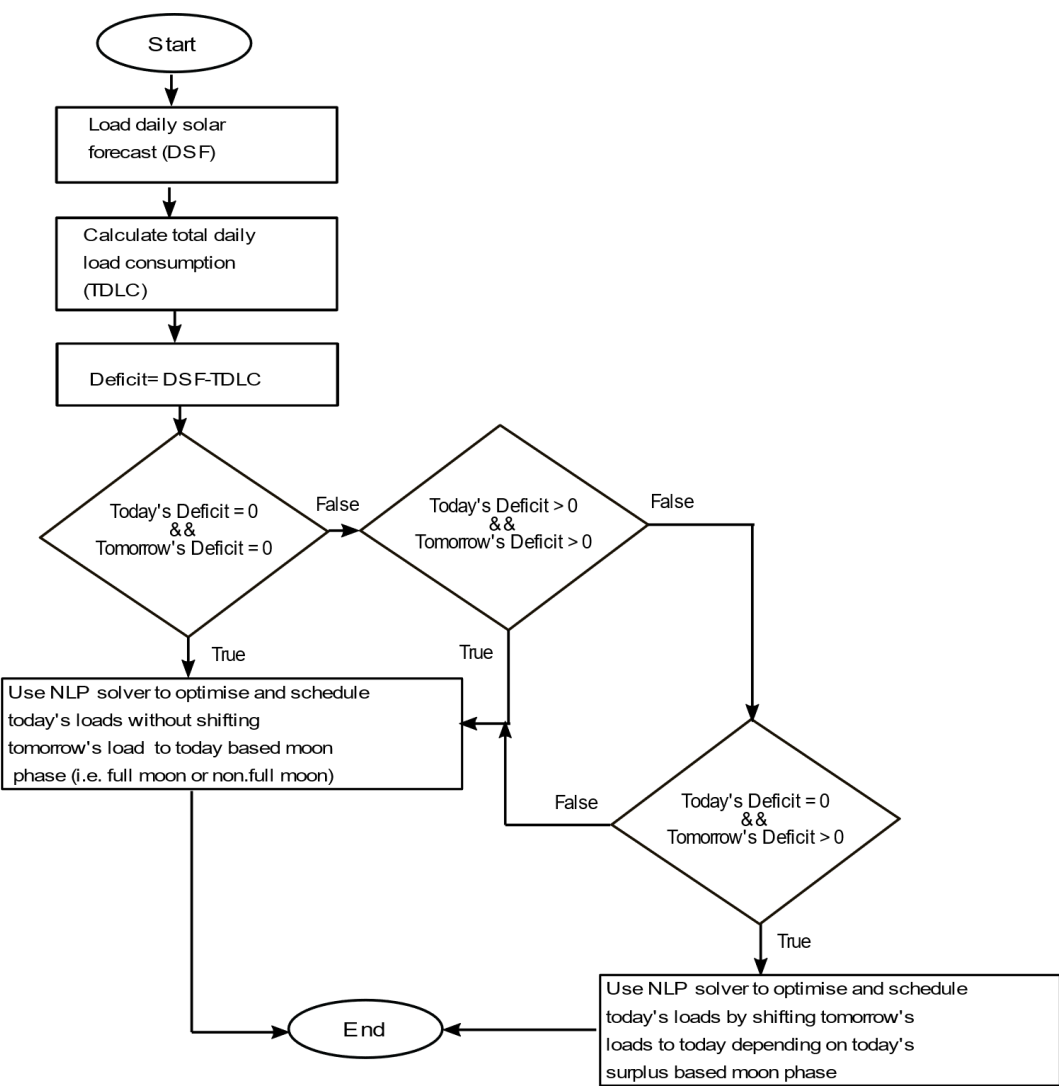 Start
Load daily solar
forecast (DSF)
Calculate total daily
load consumption
(TDLC)
Deficit= DSF-TDLC
Today's Deficit = 0
&&
Tomorrow's Deficit = 0
False
Today's Deficit > 0
&&
Tomorrow's Deficit > 0
False
True
True
Use NLP solver to optimise and schedule
today's loads without shifting
tomorrow's load to today based moon
phase (i.e. full moon or non.full moon)
False
Today's Deficit = 0
&&
Tomorrow's Deficit > 0
True
Use NLP solver to optimise and schedule
today's loads by shifting tomorrow's
loads to today depending on today's
surplus based moon phase
End